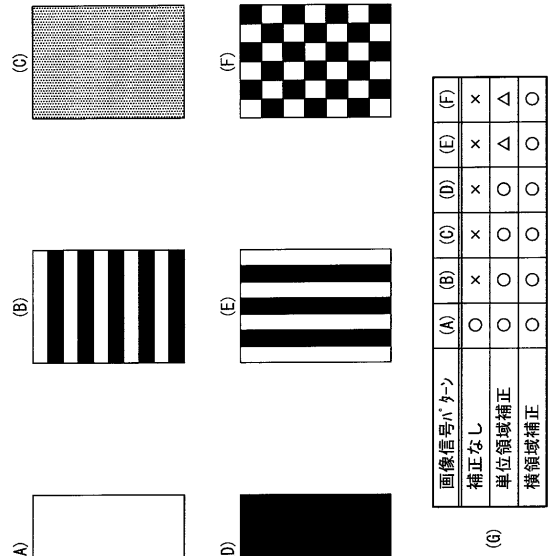 (A)
(B)
(C)
(D)
(E)
(F)
(G)
画像信号パターン (A) (B) (C) (D) (E) (F)
補正なし ○ × × × × ×
単位領域補正 ○ ○ ○ ○ △ △
横領域補正 ○ ○ ○ ○ ○ ○